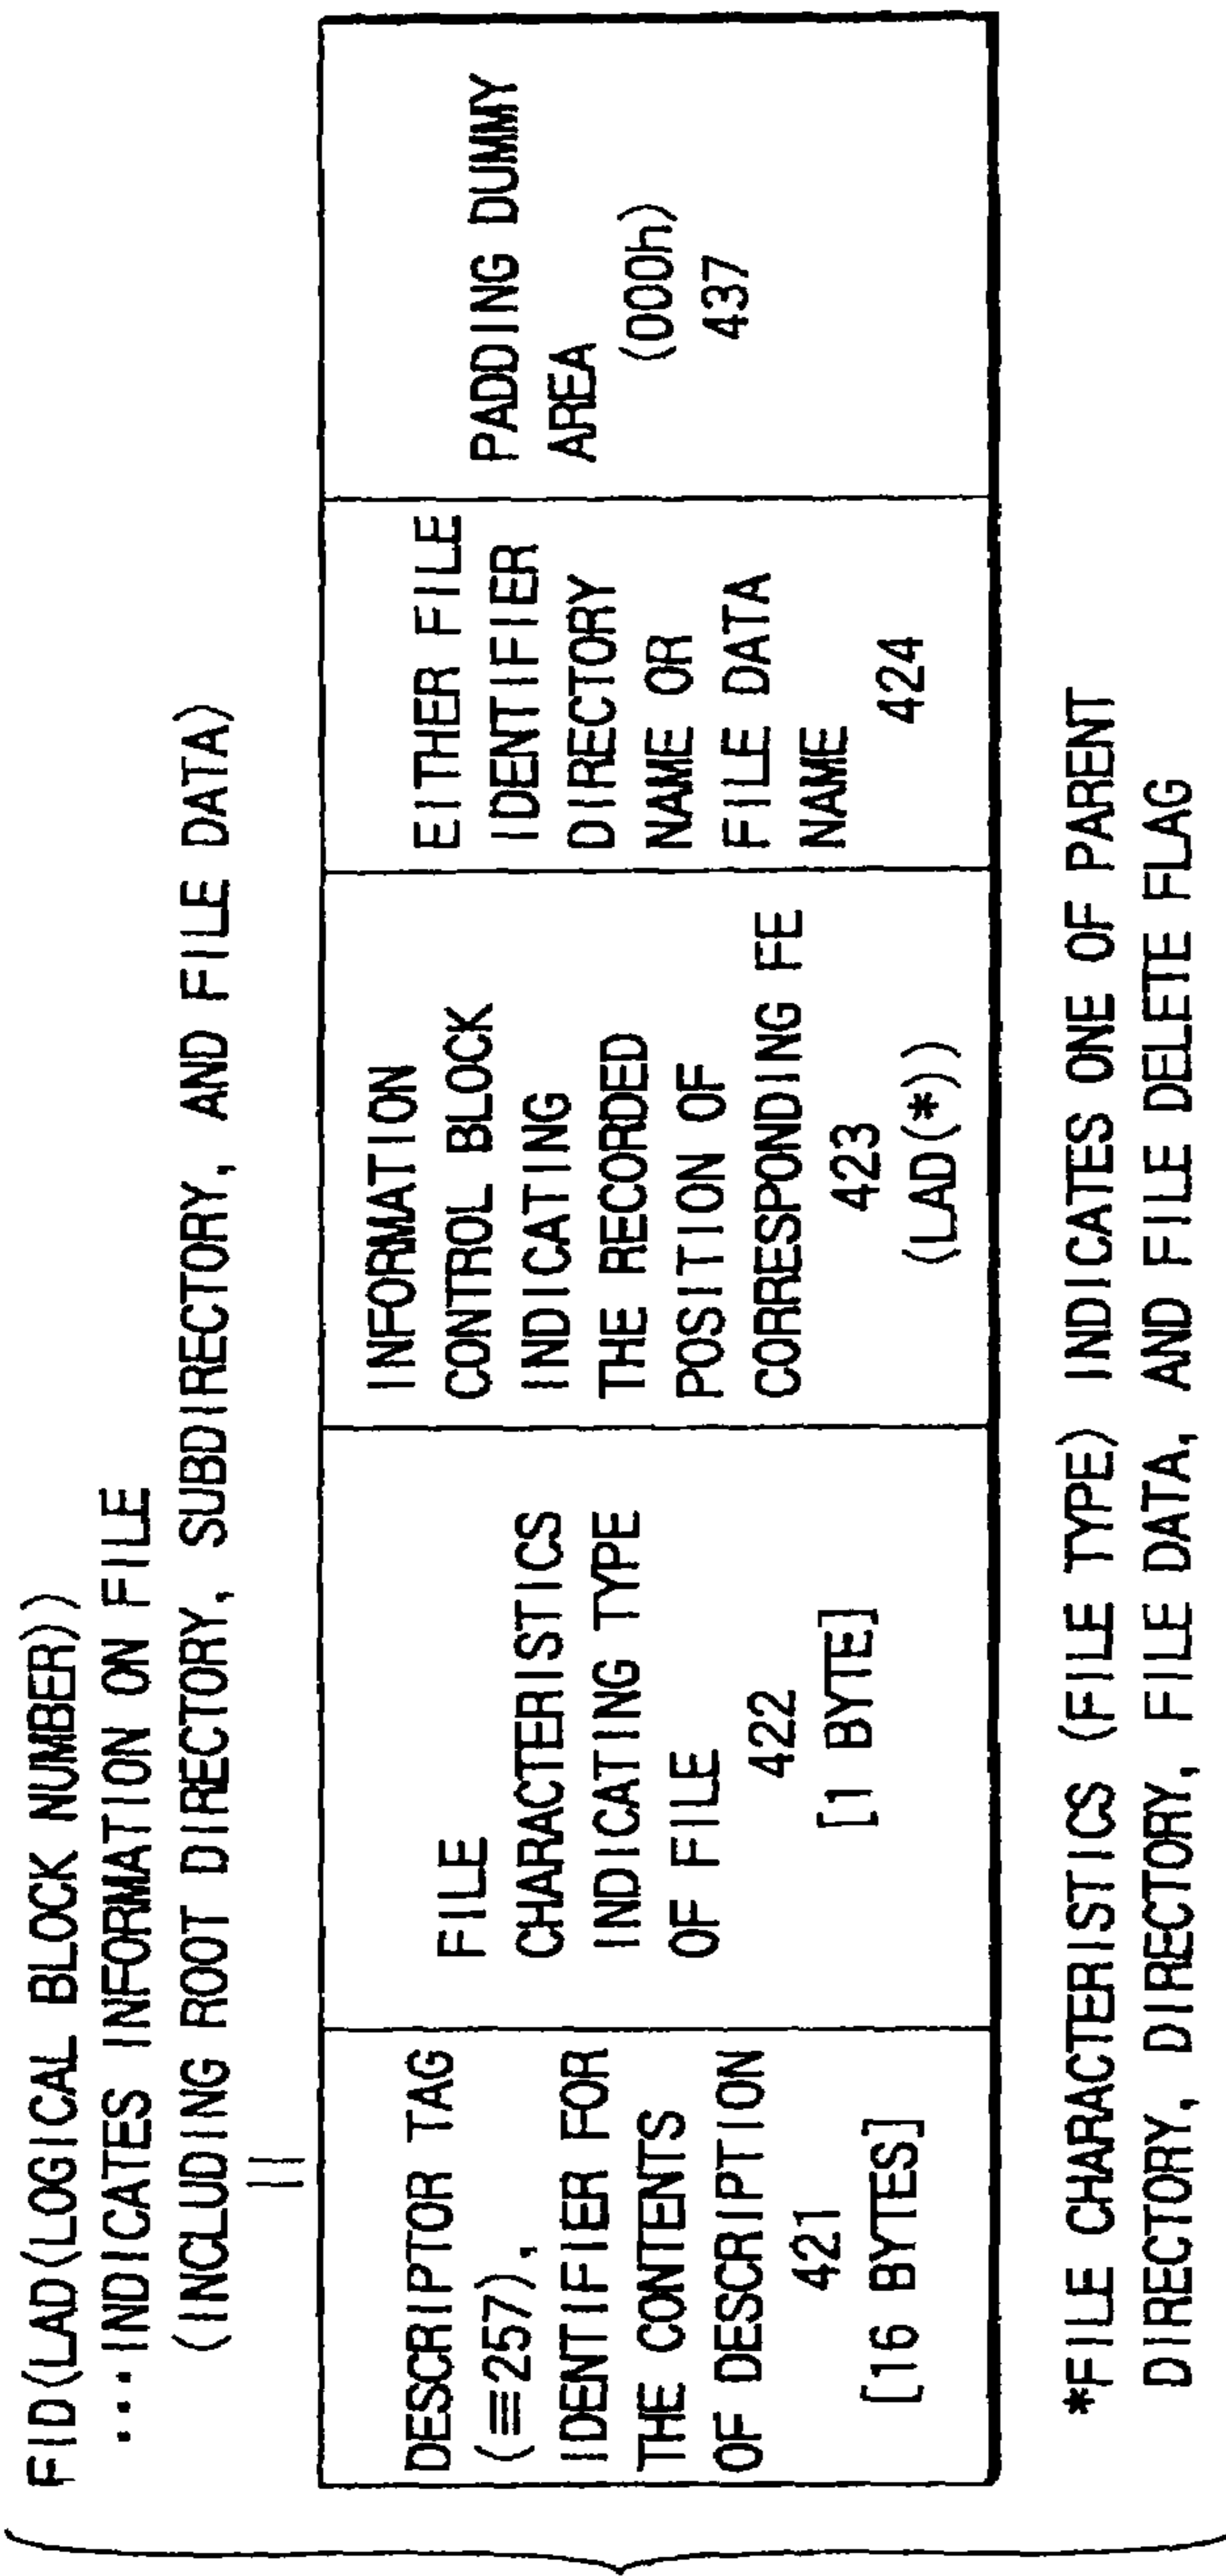 FID(LAD(LOGICAL BLOCK NUMBER))
···INDICATES INFORMATION ON FILE
(INCLUDING ROOT DIRECTORY, SUBDIRECTORY, AND FILE DATA)
||
DESCRIPTOR TAG
(≡257),
IDENTIFIER FOR
THE CONTENTS
OF DESCRIPTION
421
[16 BYTES]
FILE
CHARACTERISTICS
INDICATING TYPE
OF FILE
422
[1 BYTE]
INFORMATION
CONTROL BLOCK
INDICATING
THE RECORDED
POSITION OF
CORRESPONDING FE
423
(LAD(*))
EITHER FILE
IDENTIFIER
DIRECTORY
NAME OR
FILE DATA
NAME
424
PADDING DUMMY
AREA
(000h)
437
*FILE CHARACTERISTICS (FILE TYPE) INDICATES ONE OF PARENT
DIRECTORY, DIRECTORY, FILE DATA, AND FILE DELETE FLAG